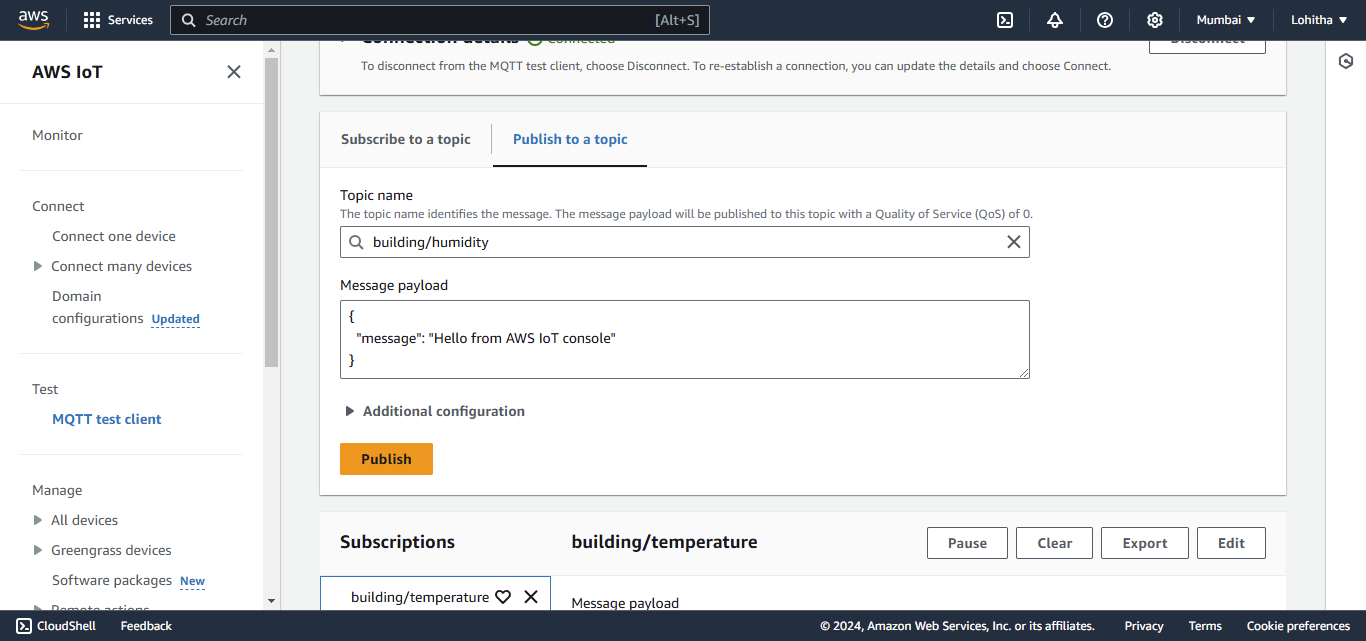 aws
Services
Search
[Alt+S]
Mumbai ▼
Lohitha ▼
AWS IoT
Monitor
Connect
Connect one device
Connect many devices
Domain
configurations Updated
Test
MQTT test client
Manage
All devices
Greengrass devices
Software packages New
Remote actions
Connection details Connected
Disconnect
To disconnect from the MQTT test client, choose Disconnect. To re-establish a connection, you can update the details and choose Connect.
Subscribe to a topic
Publish to a topic
Topic name
The topic name identifies the message. The message payload will be published to this topic with a Quality of Service (QoS) of 0.
building/humidity
Message payload
{
"message": "Hello from AWS IoT console"
}
Additional configuration
Publish
Subscriptions
building/temperature
Pause
Clear
Export
Edit
building/temperature
Message payload
CloudShell
Feedback
© 2024, Amazon Web Services, Inc. or its affiliates.
Privacy
Terms
Cookie preferences